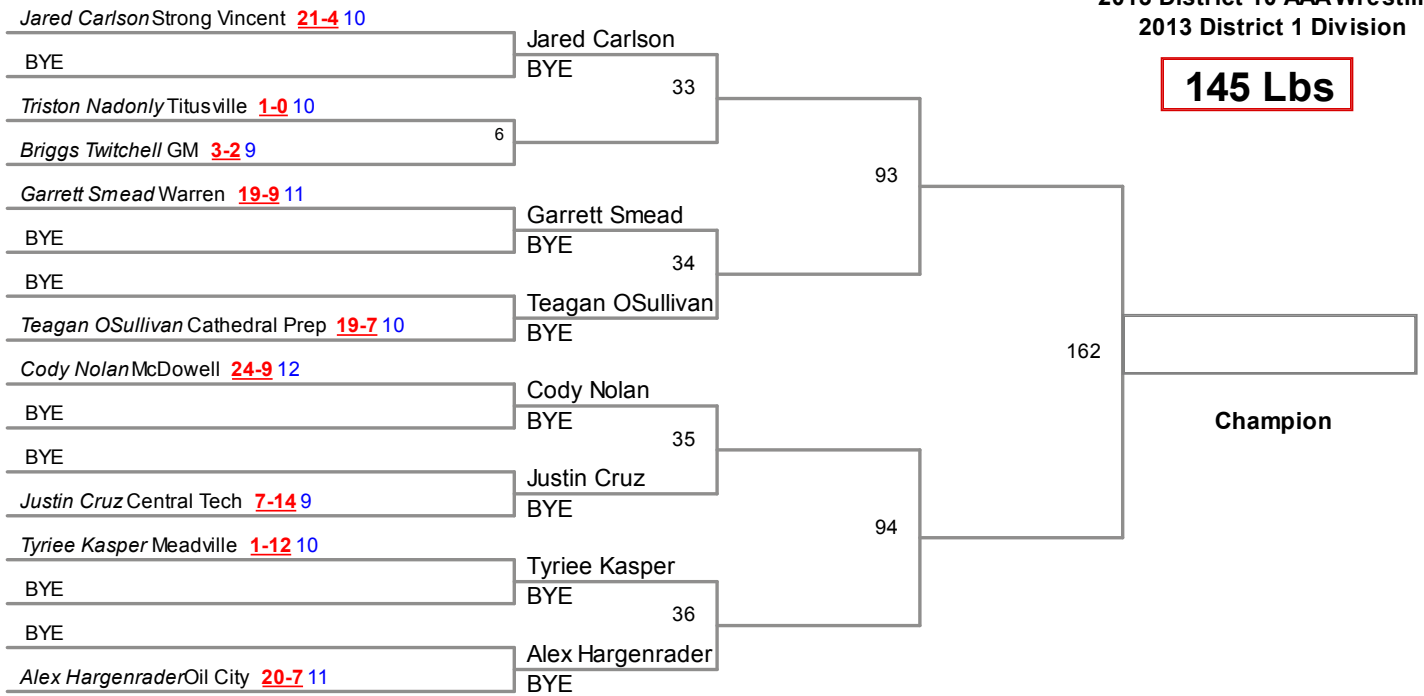 2013 District 10 AAA Wrestli
2013 District 1 Division
145 Lbs
Jared Carlson Strong Vincent 21-4 10
BYE
Jared Carlson
BYE
33
Triston Nadonly Titusville 1-0 10
6
Briggs Twitchell GM 3-2 9
93
Garrett Smead Warren 19-9 11
BYE
Garrett Smead
BYE
34
BYE
Teagan OSullivan Cathedral Prep 19-7 10
Teagan OSullivan
BYE
162
Cody Nolan McDowell 24-9 12
BYE
Cody Nolan
BYE
35
Champion
BYE
Justin Cruz Central Tech 7-14 9
Justin Cruz
BYE
94
Tyriee Kasper Meadville 1-12 10
BYE
Tyriee Kasper
BYE
36
BYE
Alex Hargenrader Oil City 20-7 11
Alex Hargenrader
BYE